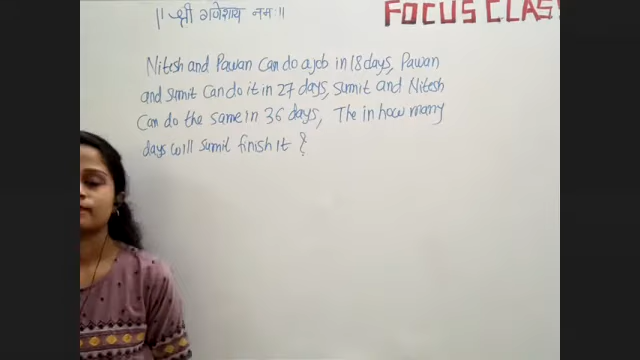 ॥ श्री गणेशाय नमः॥
FOCUS CLAS
Nitesh and Pawan Can do a job in 18 days, Pawan
and sumit Can do it in 27 days, sumit and Nitesh
Can do the same in 36 days, The in how many
days will sumit finish it ?